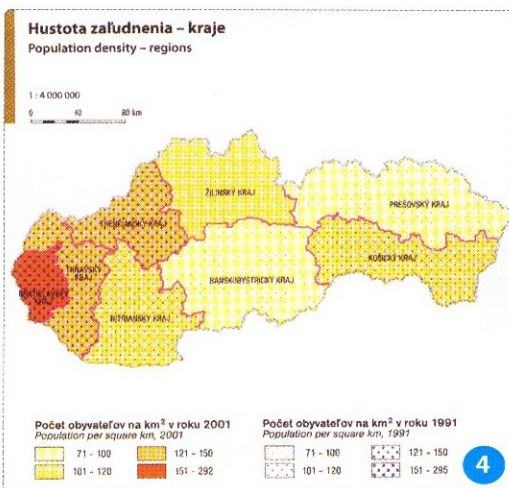 Hustota zaľudnenia – kraje
Population density – regions
1 : 4 000 000
0 40 80 km
ŽILINSKÝ KRAJ
PREŠOVSKÝ KRAJ
TRENČIANSKY KRAJ
KOŠICKÝ KRAJ
TRNAVSKÝ
KRAJ
BANSKOBYSTRICKÝ KRAJ
BRATISLAVSKÝ
KRAJ
NITRIANSKY KRAJ
Počet obyvateľov na km² v roku 2001
Population per square km, 2001
71 - 100 121 - 150
101 - 120 151 - 292
Počet obyvateľov na km² v roku 1991
Population per square km, 1991
71 - 100 121 - 150
101 - 120 151 - 295
4